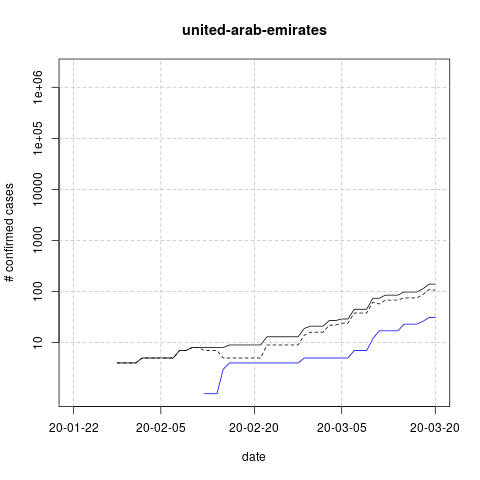 united-arab-emirates
# confirmed cases
1e+06
1e+05
10000
1000
100
10
20-01-22 20-02-05 20-02-20 20-03-05 20-03-20
date